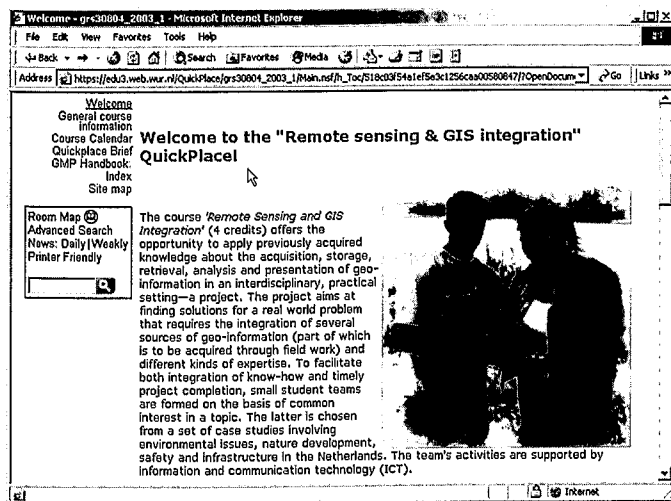 Welcome - grs30804_2003_1 - Microsoft Internet Explorer
File Edit View Favorites Tools Help
Back Search Favorites Media
Address https://edu3.web.wur.nl/QuickPlace/grs30804_2003_1/Main.nsf/h_Toc/518c03f54a1ef5e3c1256caa00580847/?OpenDocum Go Links »
Welcome
General course
information
Course Calendar
Quickplace Brief
GMP Handbook:
Index
Site map
Room Map
Advanced Search
News: Daily|Weekly
Printer Friendly
Welcome to the "Remote sensing & GIS integration"
QuickPlace!
The course 'Remote Sensing and GIS
Integration' (4 credits) offers the
opportunity to apply previously acquired
knowledge about the acquisition, storage,
retrieval, analysis and presentation of geo-
information in an interdisciplinary, practical
setting—a project. The project aims at
finding solutions for a real world problem
that requires the integration of several
sources of geo-information (part of which
is to be acquired through field work) and
different kinds of expertise. To facilitate
both integration of know-how and timely
project completion, small student teams
are formed on the basis of common
interest in a topic. The latter is chosen
from a set of case studies involving
environmental issues, nature development,
safety and infrastructure in the Netherlands. The team's activities are supported by
information and communication technology (ICT).
Internet